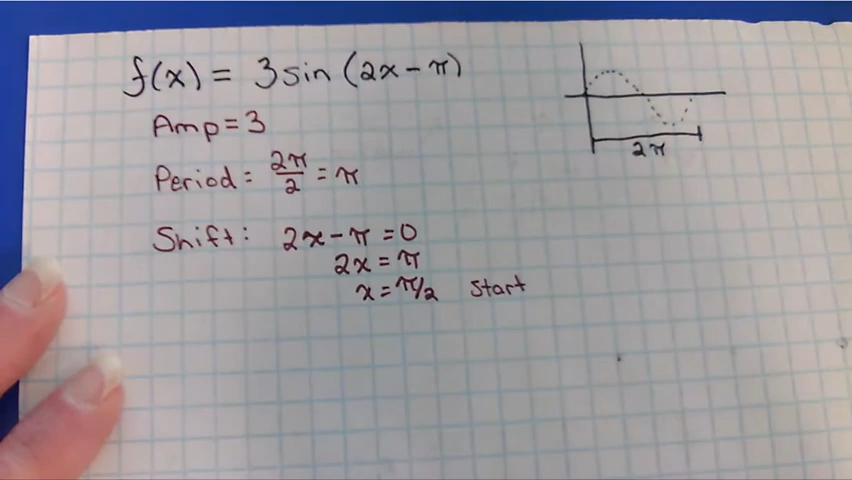 f(x) = 3sin (2x - π)
Amp = 3
Period = 2π/2 = π
Shift: 2x - π = 0
2x = π
x = π/2 Start
2π